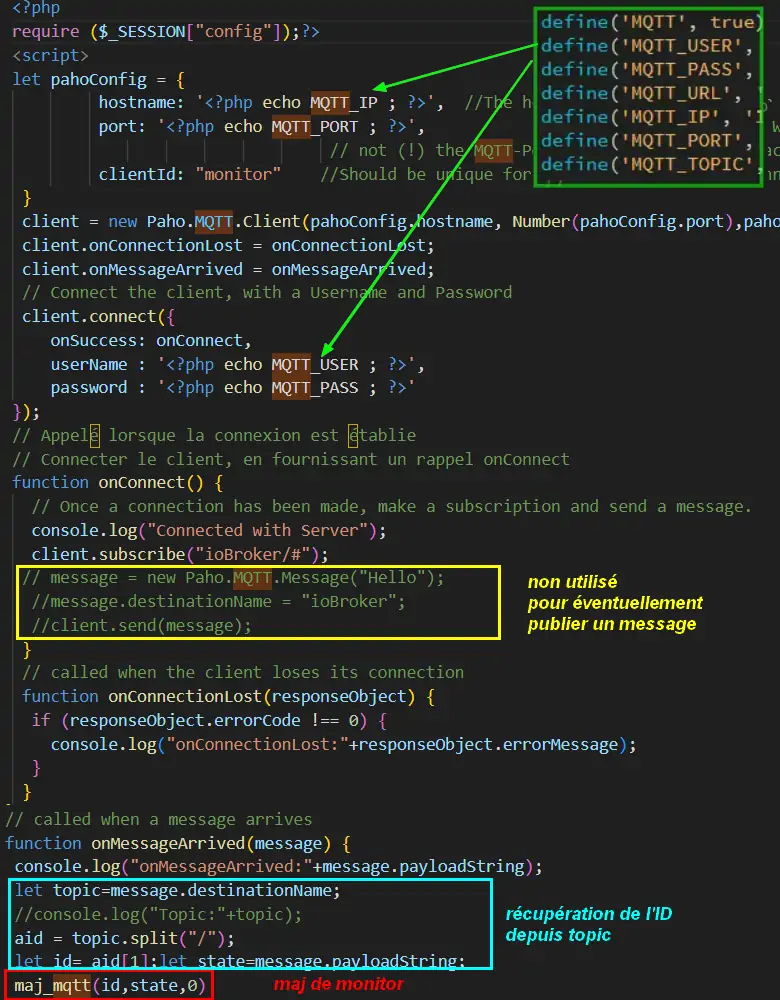 <?php
require ($_SESSION["config"]);?>
<script>
let pahoConfig = {
hostname: '<?php echo MQTT_IP ; ?>', //The h
port: '<?php echo MQTT_PORT ; ?>',
// not (!) the MQTT-P
clientId: "monitor" //Should be unique for
}
define('MQTT', true)
define('MQTT_USER',
define('MQTT_PASS',
define('MQTT_URL', '
define('MQTT_IP', '1
define('MQTT_PORT',
define('MQTT_TOPIC',
client = new Paho.MQTT.Client(pahoConfig.hostname, Number(pahoConfig.port),paho
client.onConnectionLost = onConnectionLost;
client.onMessageArrived = onMessageArrived;
// Connect the client, with a Username and Password
client.connect({
onSuccess: onConnect,
userName : '<?php echo MQTT_USER ; ?>',
password : '<?php echo MQTT_PASS ; ?>'
});
// Appelé lorsque la connexion est établie
// Connecter le client, en fournissant un rappel onConnect
function onConnect() {
// Once a connection has been made, make a subscription and send a message.
console.log("Connected with Server");
client.subscribe("ioBroker/#");
// message = new Paho.MQTT.Message("Hello");
//message.destinationName = "ioBroker";
//client.send(message);
non utilisé
pour éventuellement
publier un message
}
// called when the client loses its connection
function onConnectionLost(responseObject) {
if (responseObject.errorCode !== 0) {
console.log("onConnectionLost:"+responseObject.errorMessage);
}
}
// called when a message arrives
function onMessageArrived(message) {
console.log("onMessageArrived:"+message.payloadString);
let topic=message.destinationName;
//console.log("Topic:"+topic);
aid = topic.split("/");
let id= aid[1];let state=message.payloadString;
récupération de l'ID
depuis topic
maj_mqtt(id,state,0)
maj de monitor